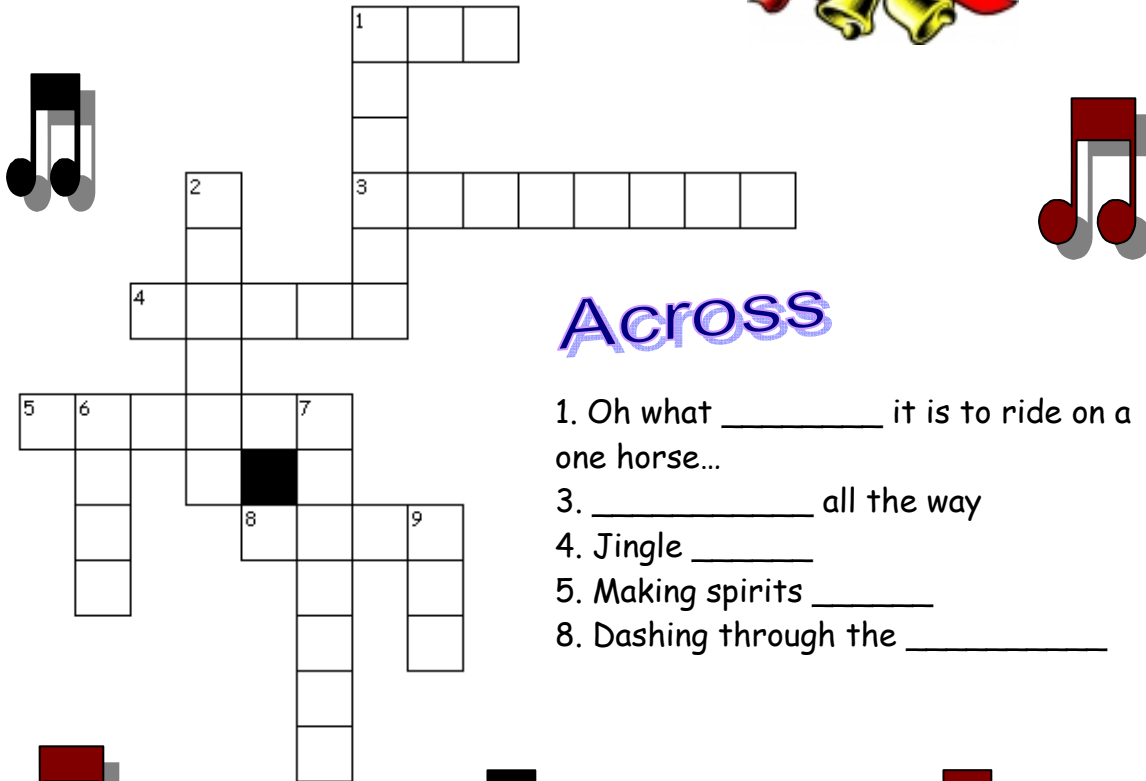 1
2
3
4
5
6
7
8
9
Across
1. Oh what ________ it is to ride on a
one horse…
3. ___________ all the way
4. Jingle ______
5. Making spirits ______
8. Dashing through the __________